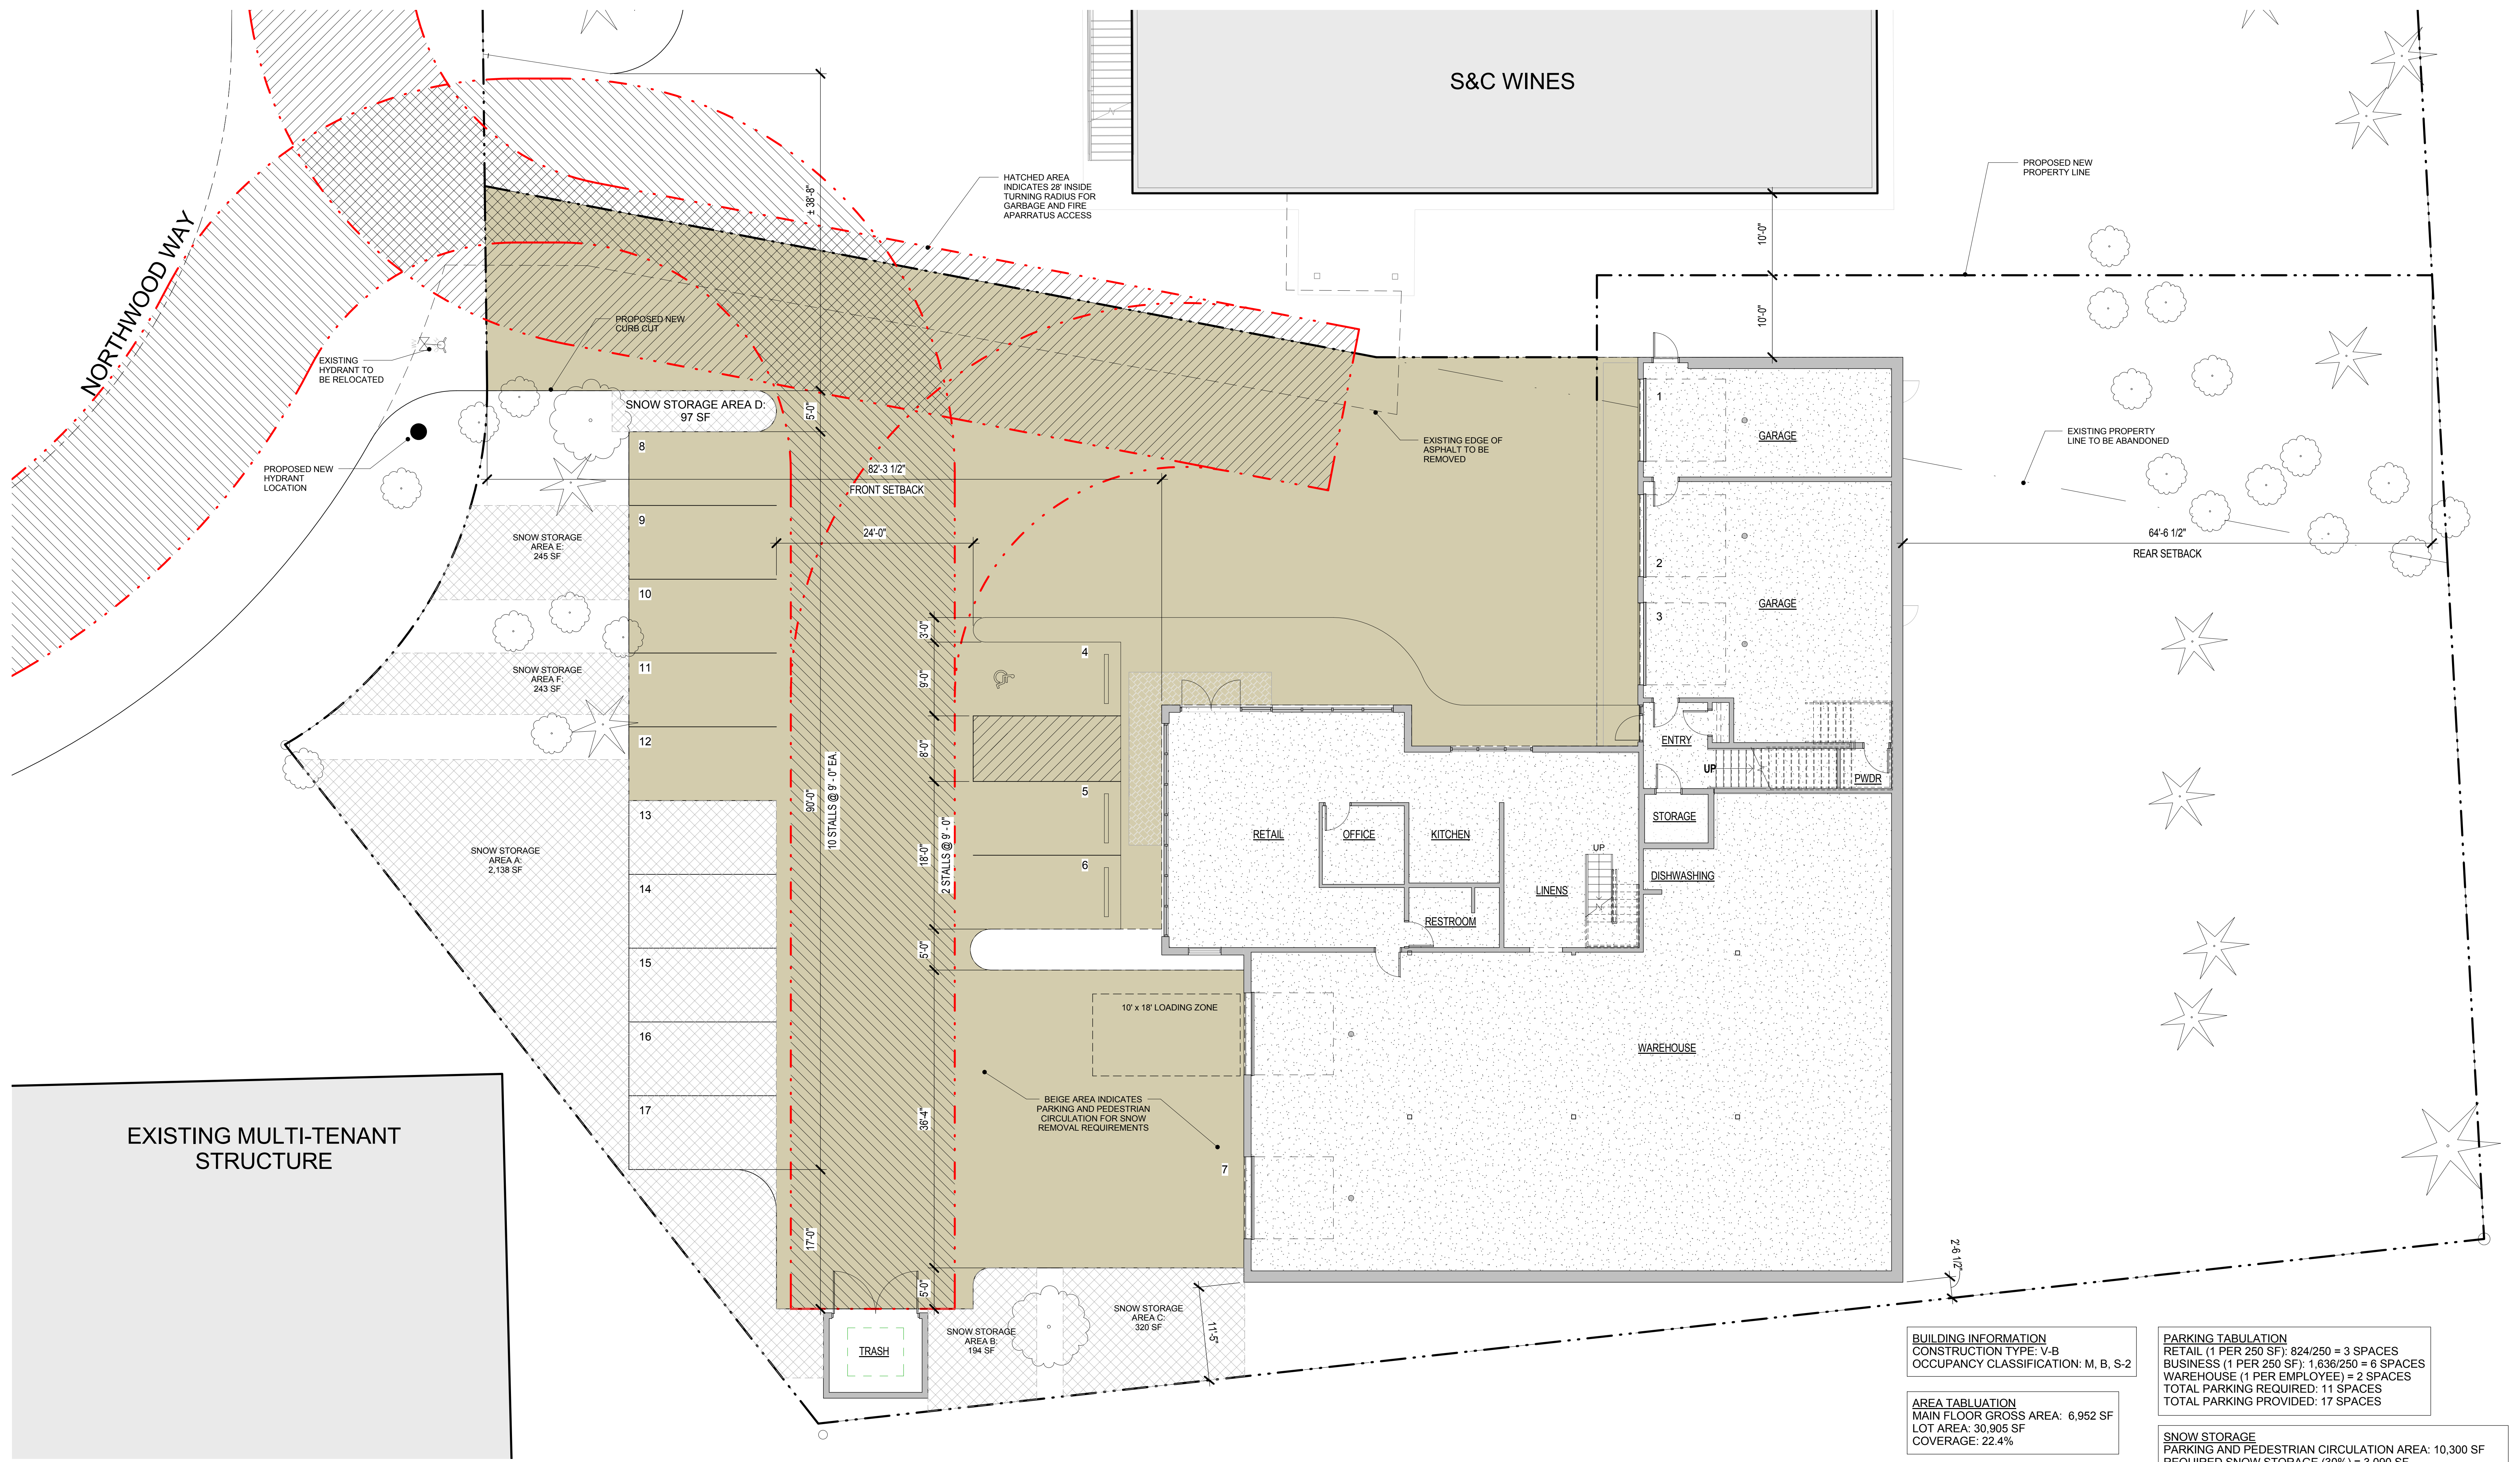 S&C WINES
NORTHWOOD WAY
± 38'-8"
HATCHED AREA
INDICATES 28' INSIDE
TURNING RADIUS FOR
GARBAGE AND FIRE
APARRATUS ACCESS
10'-0"
10'-0"
PROPOSED NEW
PROPERTY LINE
PROPOSED NEW
CURB CUT
EXISTING
HYDRANT TO
BE RELOCATED
SNOW STORAGE AREA D:
97 SF
5'-0"
PROPOSED NEW
HYDRANT
LOCATION
EXISTING EDGE OF
ASPHALT TO BE
REMOVED
EXISTING PROPERTY
LINE TO BE ABANDONED
82'-3 1/2"
FRONT SETBACK
24'-0"
64'-6 1/2"
REAR SETBACK
1
GARAGE
2
3
GARAGE
8
9
10
11
12
13
14
15
16
17
SNOW STORAGE
AREA E:
245 SF
SNOW STORAGE
AREA F:
243 SF
SNOW STORAGE
AREA A:
2,138 SF
90'-0"
10 STALLS @ 9' - 0" EA.
17'-0"
3'-0"
9'-0"
8'-0"
18'-0"
2 STALLS @ 9' - 0"
5'-0"
36'-4"
5'-0"
4
5
6
7
ENTRY
UP
PWDR
STORAGE
RETAIL
OFFICE
KITCHEN
UP
LINENS
DISHWASHING
RESTROOM
WAREHOUSE
10' x 18' LOADING ZONE
BEIGE AREA INDICATES
PARKING AND PEDESTRIAN
CIRCULATION FOR SNOW
REMOVAL REQUIREMENTS
EXISTING MULTI-TENANT
STRUCTURE
TRASH
SNOW STORAGE
AREA B:
194 SF
SNOW STORAGE
AREA C:
320 SF
11'-5"
2'-6 1/2"
BUILDING INFORMATION
CONSTRUCTION TYPE: V-B
OCCUPANCY CLASSIFICATION: M, B, S-2
AREA TABLUATION
MAIN FLOOR GROSS AREA: 6,952 SF
LOT AREA: 30,905 SF
COVERAGE: 22.4%
PARKING TABULATION
RETAIL (1 PER 250 SF): 824/250 = 3 SPACES
BUSINESS (1 PER 250 SF): 1,636/250 = 6 SPACES
WAREHOUSE (1 PER EMPLOYEE) = 2 SPACES
TOTAL PARKING REQUIRED: 11 SPACES
TOTAL PARKING PROVIDED: 17 SPACES
SNOW STORAGE
PARKING AND PEDESTRIAN CIRCULATION AREA: 10,300 SF
REQUIRED SNOW STORAGE (30%) = 3,090 SF